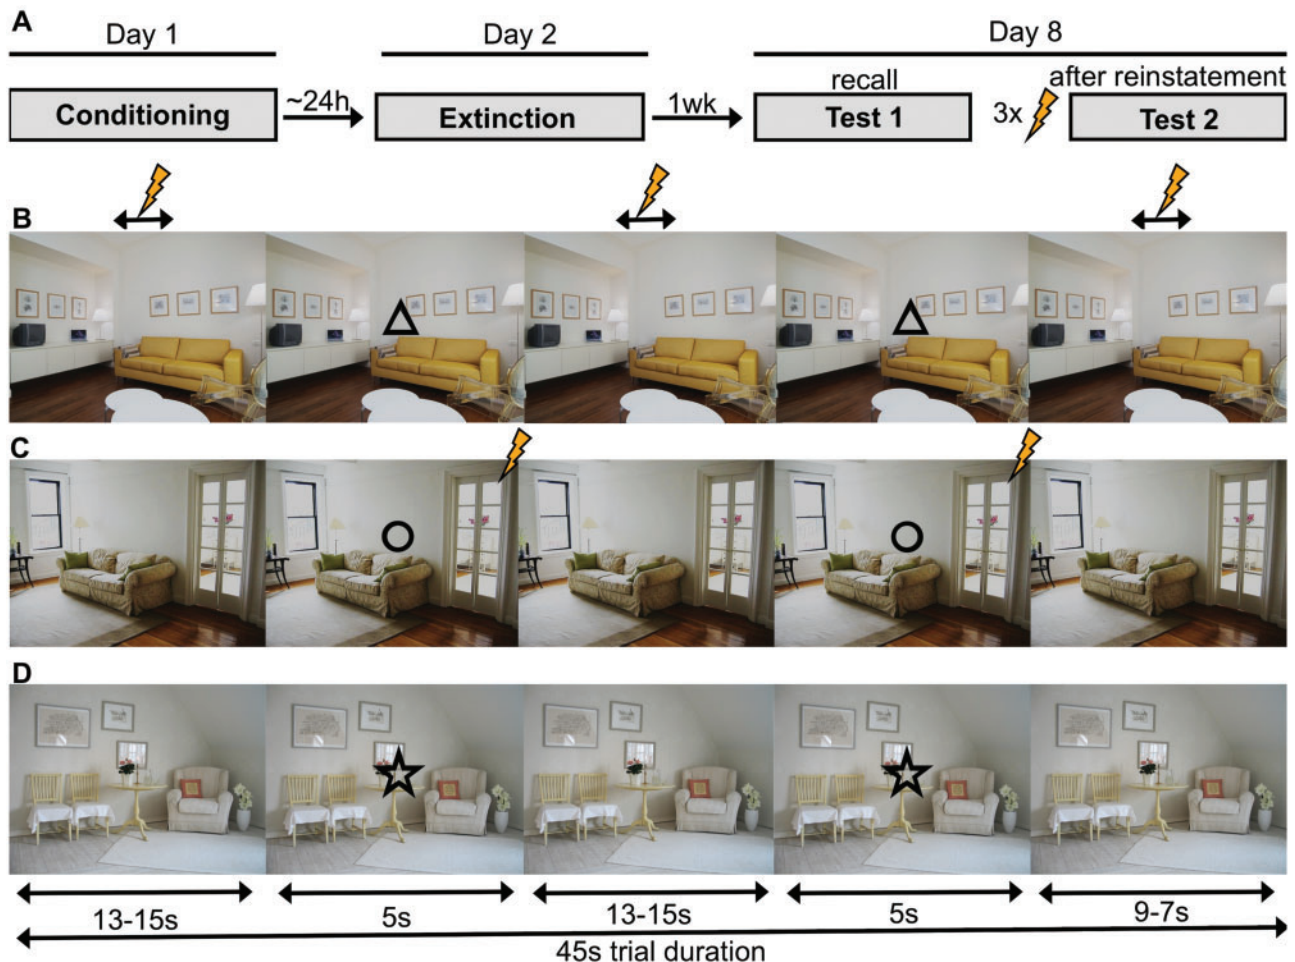 A
Day 1
Day 2
Day 8
recall
after reinstatement
Conditioning
~24h
Extinction
1wk
Test 1
3x
Test 2
B
C
D
13-15s
5s
13-15s
5s
9-7s
45s trial duration